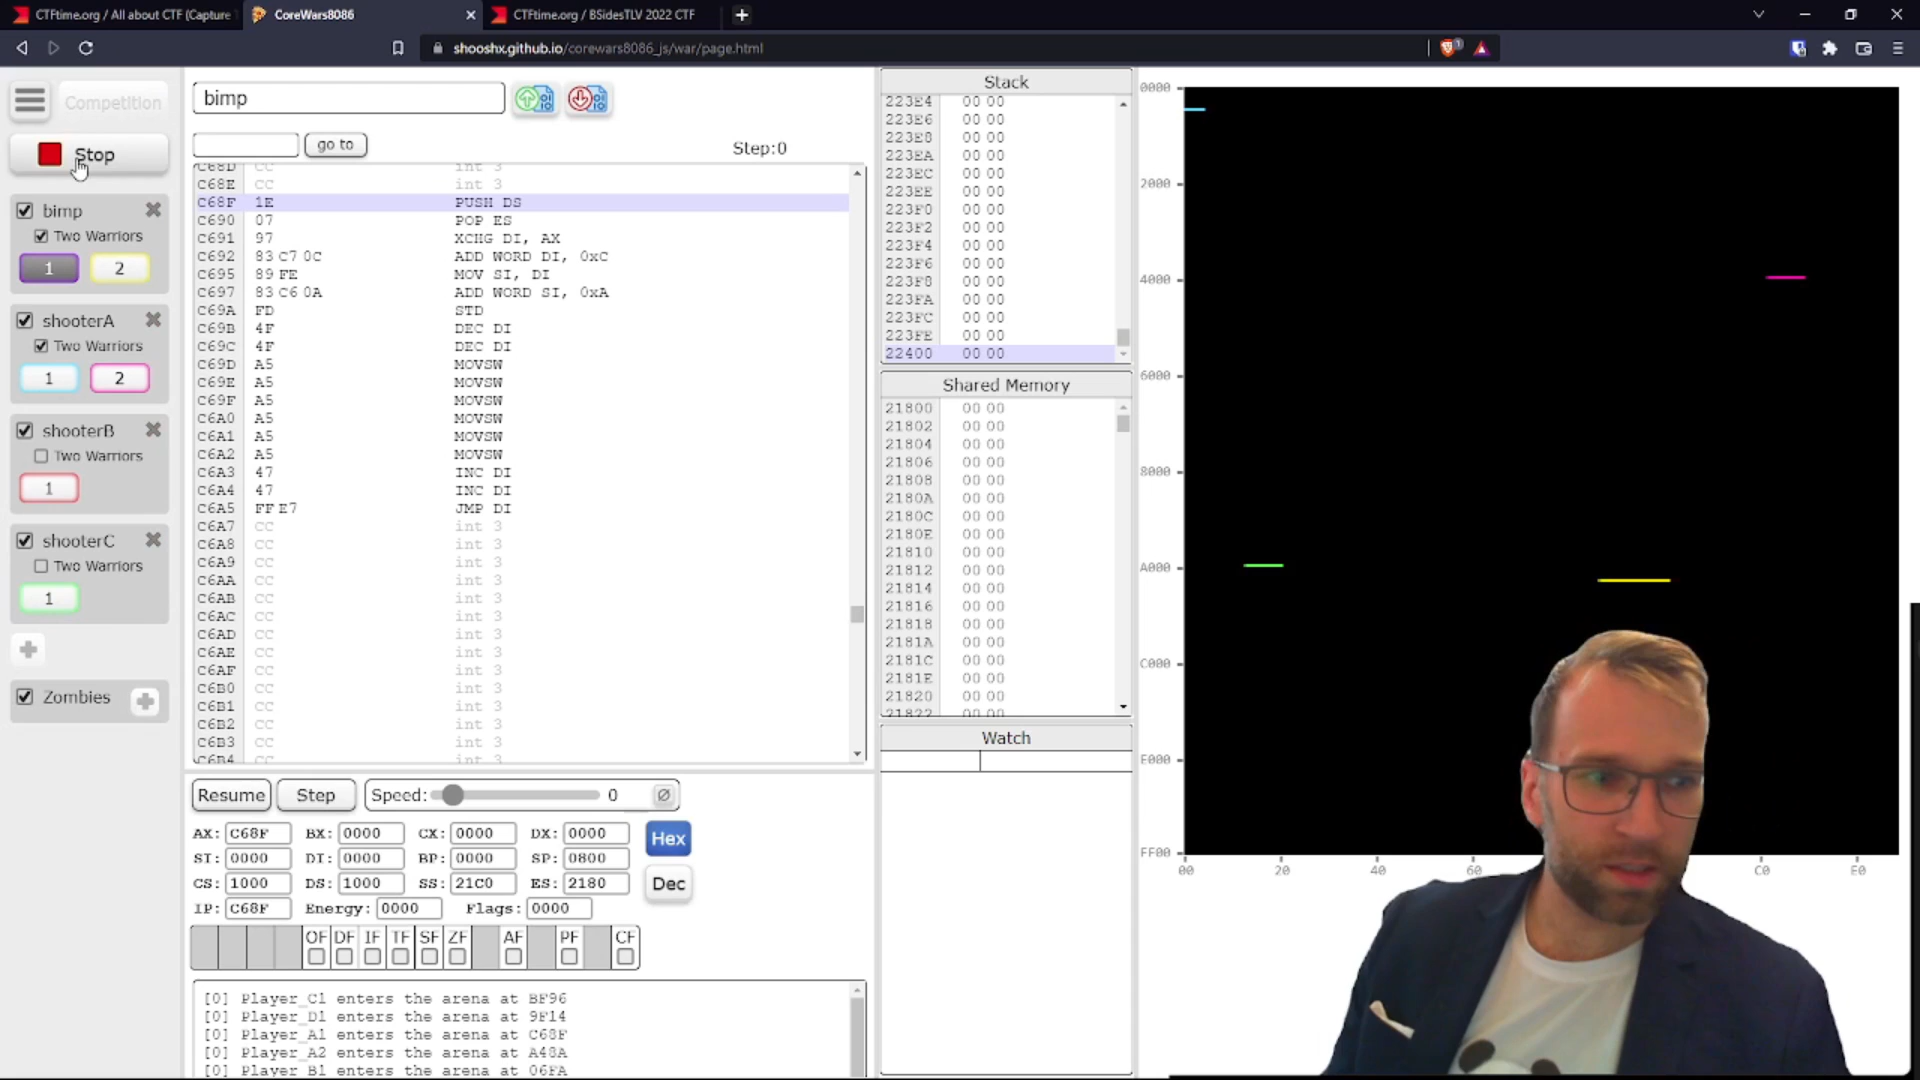 CTFtime.org / All about CTF (Capture
CoreWars8086
CTFtime.org / BSidesTLV 2022 CTF
shooshx.github.io/corewars8086_js/war/page.html
Competition
Stop
bimp
Two Warriors
1 2
shooterA
Two Warriors
1 2
shooterB
Two Warriors
1
shooterC
Two Warriors
1
Zombies
bimp
go to
Step:0
C68D CC int 3
C68E CC int 3
C68F 1E PUSH DS
C690 07 POP ES
C691 97 XCHG DI, AX
C692 83 C7 0C ADD WORD DI, 0xC
C695 89 FE MOV SI, DI
C697 83 C6 0A ADD WORD SI, 0xA
C69A FD STD
C69B 4F DEC DI
C69C 4F DEC DI
C69D A5 MOVSW
C69E A5 MOVSW
C69F A5 MOVSW
C6A0 A5 MOVSW
C6A1 A5 MOVSW
C6A2 A5 MOVSW
C6A3 47 INC DI
C6A4 47 INC DI
C6A5 FF E7 JMP DI
C6A7 CC int 3
C6A8 CC int 3
C6A9 CC int 3
C6AA CC int 3
C6AB CC int 3
C6AC CC int 3
C6AD CC int 3
C6AE CC int 3
C6AF CC int 3
C6B0 CC int 3
C6B1 CC int 3
C6B2 CC int 3
C6B3 CC int 3
C6B4 CC int 3
Resume Step Speed: 0
AX: C68F BX: 0000 CX: 0000 DX: 0000 Hex
SI: 0000 DI: 0000 BP: 0000 SP: 0800
CS: 1000 DS: 1000 SS: 21C0 ES: 2180 Dec
IP: C68F Energy: 0000 Flags: 0000
OF DF IF TF SF ZF AF PF CF
[0] Player_C1 enters the arena at BF96
[0] Player_D1 enters the arena at 9F14
[0] Player_A1 enters the arena at C68F
[0] Player_A2 enters the arena at A48A
[0] Player_B1 enters the arena at 06FA
Stack
223E4 00 00
223E6 00 00
223E8 00 00
223EA 00 00
223EC 00 00
223EE 00 00
223F0 00 00
223F2 00 00
223F4 00 00
223F6 00 00
223F8 00 00
223FA 00 00
223FC 00 00
223FE 00 00
22400 00 00
Shared Memory
21800 00 00
21802 00 00
21804 00 00
21806 00 00
21808 00 00
2180A 00 00
2180C 00 00
2180E 00 00
21810 00 00
21812 00 00
21814 00 00
21816 00 00
21818 00 00
2181A 00 00
2181C 00 00
2181E 00 00
21820 00 00
21822 00 00
Watch
0000
2000
4000
6000
8000
A000
C000
E000
FF00
00 20 40 60 C0 E0